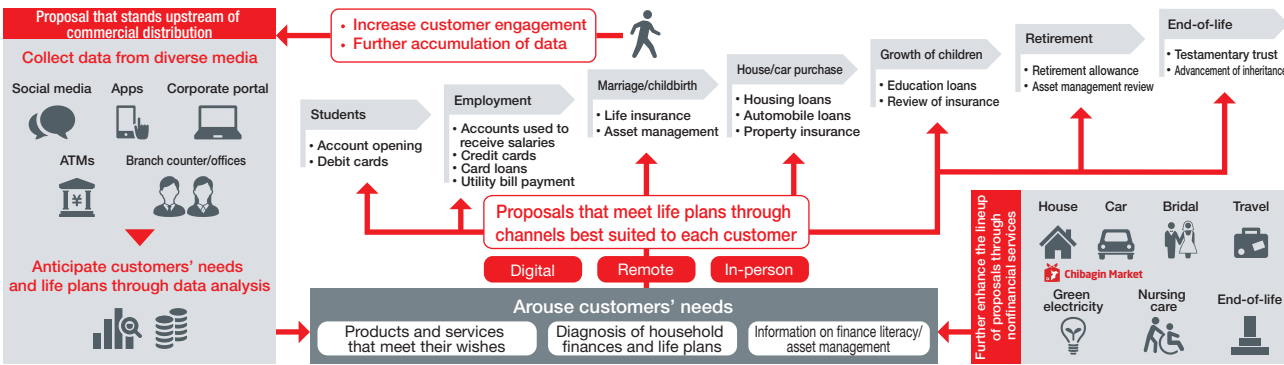 Proposal that stands upstream of
commercial distribution
Collect data from diverse media
Social media
Apps
Corporate portal
ATMs
Branch counter/offices
¥
Anticipate customers' needs
and life plans through data analysis
• Increase customer engagement
• Further accumulation of data
Students
• Account opening
• Debit cards
Employment
• Accounts used to
receive salaries
• Credit cards
• Card loans
• Utility bill payment
Marriage/childbirth
• Life insurance
• Asset management
House/car purchase
• Housing loans
• Automobile loans
• Property insurance
Growth of children
• Education loans
• Review of insurance
Retirement
• Retirement allowance
• Asset management review
End-of-life
• Testamentary trust
• Advancement of inheritance
Proposals that meet life plans through
channels best suited to each customer
Digital
Remote
In-person
Arouse customers' needs
Products and services
that meet their wishes
Diagnosis of household
finances and life plans
Information on finance literacy/
asset management
Further enhance the lineup
of proposals through
nonfinancial services
House
Car
Bridal
Travel
Chibagin Market
Green
electricity
Nursing
care
End-of-life